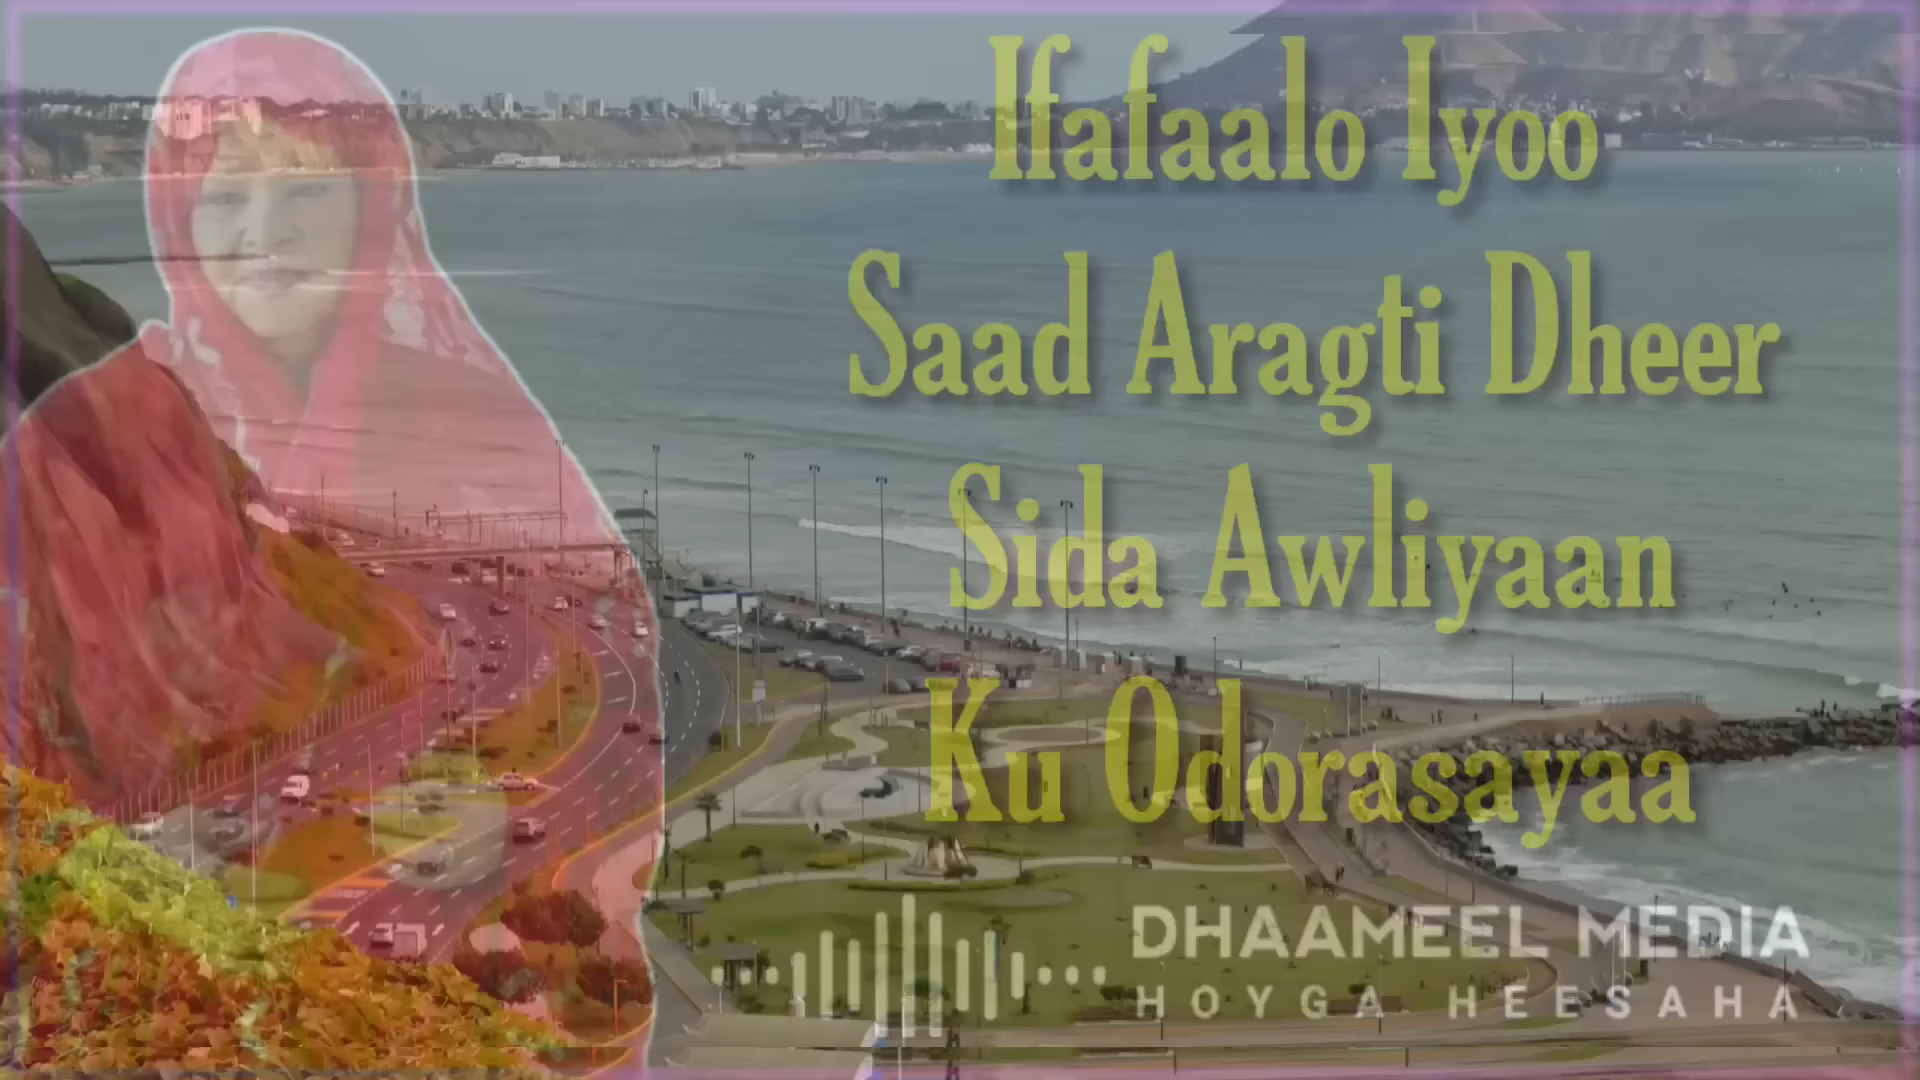 Ifafaalo Iyoo
Saad Aragti Dheer
Sida Awliyaan
Ku Odorasayaa
DHAAMEEL MEDIA
HOYGA HEESAHA